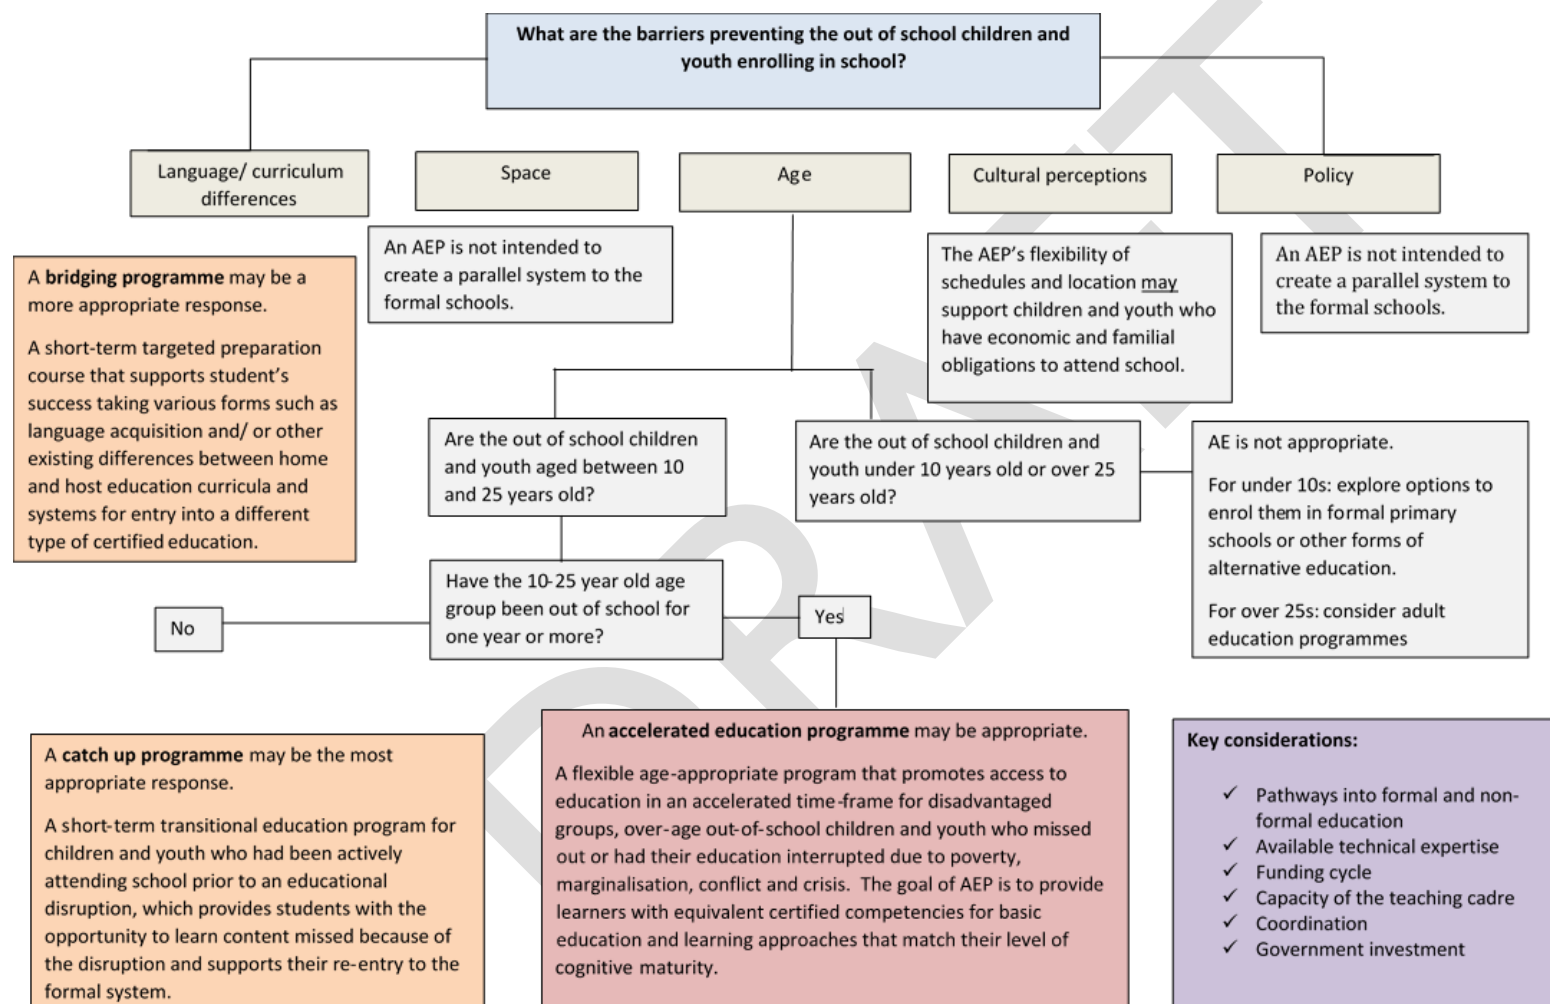 What are the barriers preventing the out of school children and
youth enrolling in school?
Language/ curriculum
differences
Space
Age
Cultural perceptions
Policy
A bridging programme may be a
more appropriate response.
A short-term targeted preparation
course that supports student’s
success taking various forms such as
language acquisition and/ or other
existing differences between home
and host education curricula and
systems for entry into a different
type of certified education.
An AEP is not intended to
create a parallel system to the
formal schools.
The AEP’s flexibility of
schedules and location may
support children and youth who
have economic and familial
obligations to attend school.
An AEP is not intended to
create a parallel system to
the formal schools.
Are the out of school children
and youth aged between 10
and 25 years old?
Are the out of school children and
youth under 10 years old or over 25
years old?
AE is not appropriate.
For under 10s: explore options to
enrol them in formal primary
schools or other forms of
alternative education.
For over 25s: consider adult
education programmes
Have the 10-25 year old age
group been out of school for
one year or more?
No
Yes
A catch up programme may be the most
appropriate response.
A short-term transitional education program for
children and youth who had been actively
attending school prior to an educational
disruption, which provides students with the
opportunity to learn content missed because of
the disruption and supports their re-entry to the
formal system.
An accelerated education programme may be appropriate.
A flexible age-appropriate program that promotes access to
education in an accelerated time-frame for disadvantaged
groups, over-age out-of-school children and youth who missed
out or had their education interrupted due to poverty,
marginalisation, conflict and crisis.  The goal of AEP is to provide
learners with equivalent certified competencies for basic
education and learning approaches that match their level of
cognitive maturity.
Key considerations:
✓ Pathways into formal and non-
formal education
✓ Available technical expertise
✓ Funding cycle
✓ Capacity of the teaching cadre
✓ Coordination
✓ Government investment
DRAFT